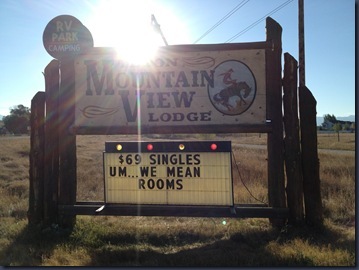 RV
PARK
CAMPING
MOUNTAIN
VIEW
LODGE
$69 SINGLES
UM...WE MEAN
ROOMS